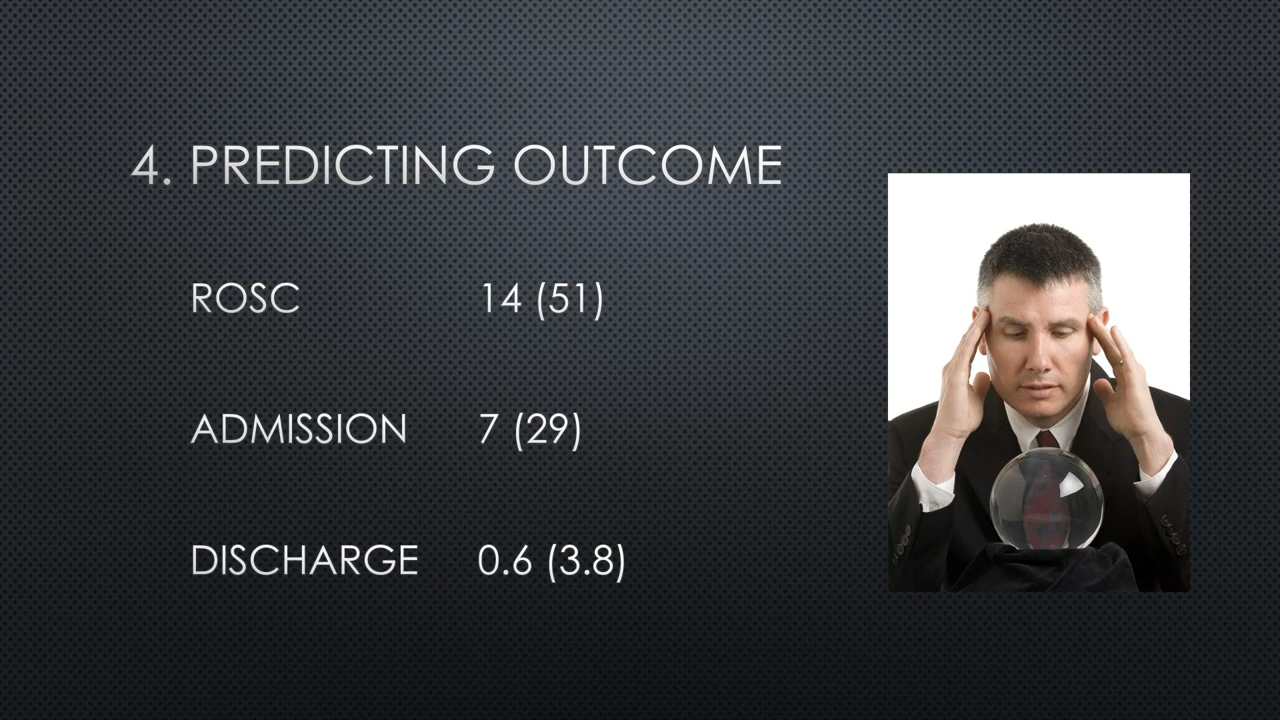 4. PREDICTING OUTCOME
ROSC 14 (51)
ADMISSION 7 (29)
DISCHARGE 0.6 (3.8)